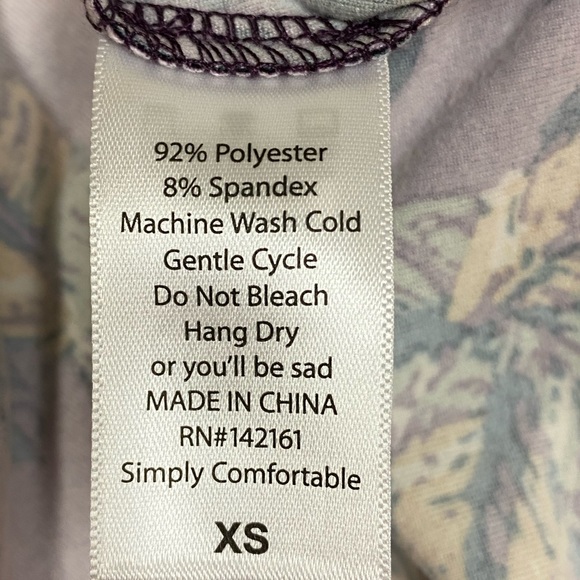 92% Polyester
8% Spandex
Machine Wash Cold
Gentle Cycle
Do Not Bleach
Hang Dry
or you'll be sad
MADE IN CHINA
RN#142161
Simply Comfortable
XS